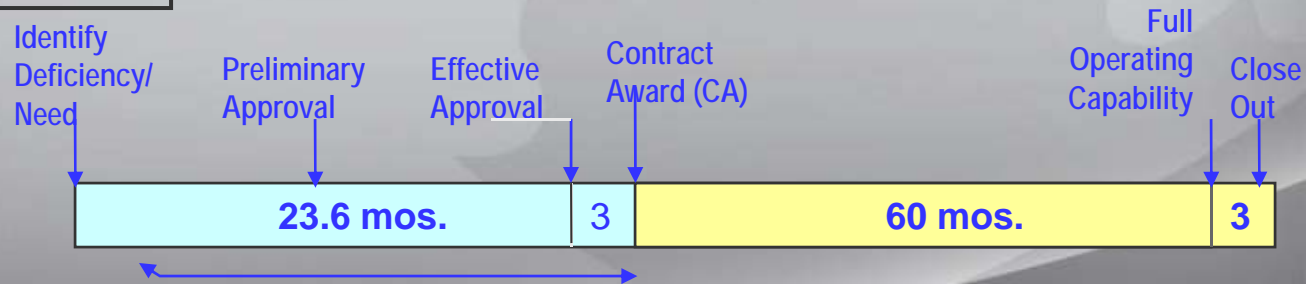 Identify
Deficiency/
Need
Preliminary
Approval
Effective
Approval
Contract
Award (CA)
Full
Operating
Capability
Close
Out
23.6 mos.
3
60 mos.
3